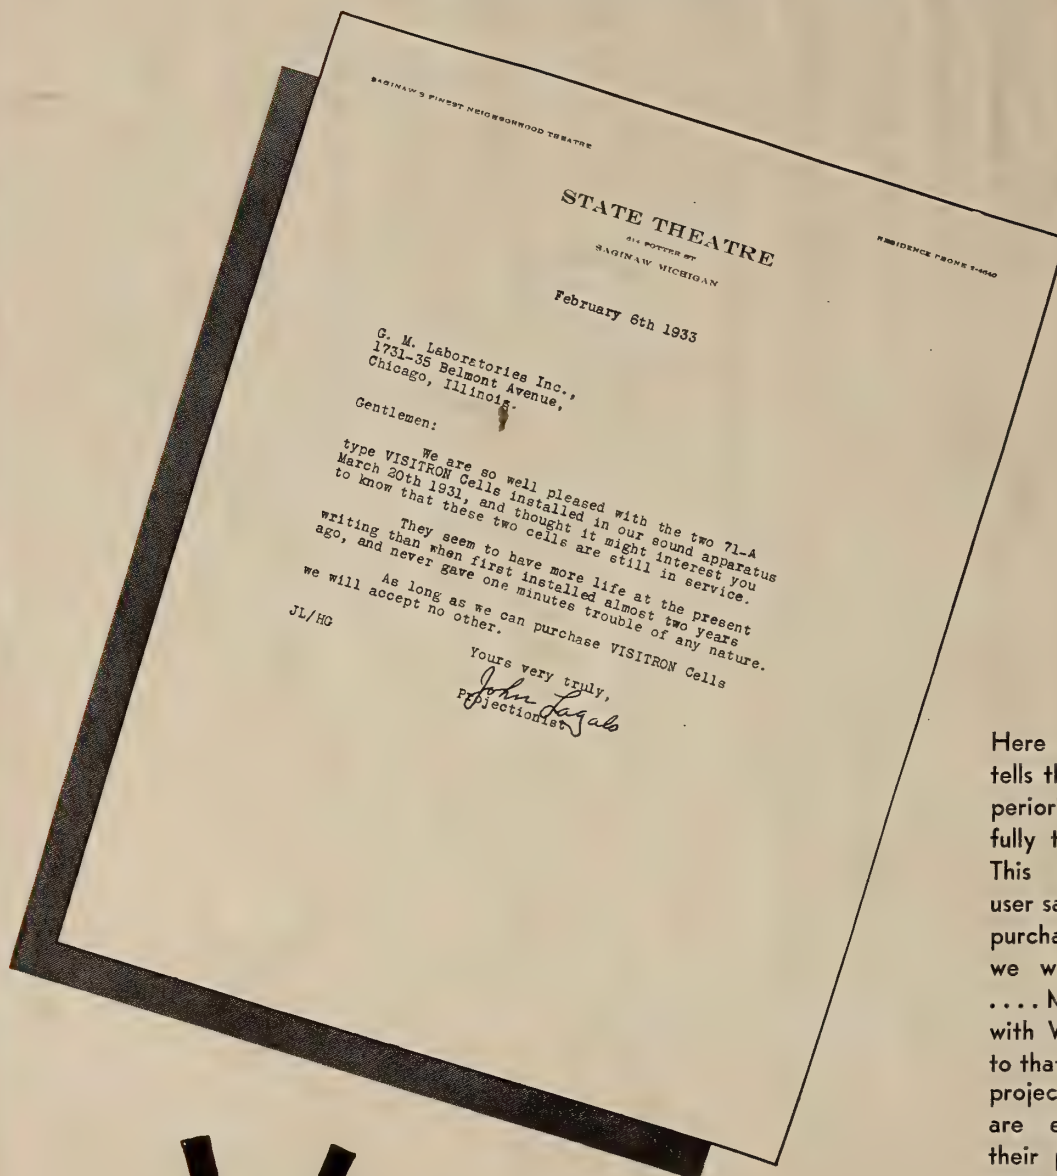 SAGINAW'S FINEST NEIGHBORHOOD THEATRE
STATE THEATRE
614 POTTER ST
SAGINAW MICHIGAN
RESIDENCE PHONE 2-4640
February 6th 1933
G. M. Laboratories Inc.,
1731-35 Belmont Avenue,
Chicago, Illinois.
Gentlemen:
We are so well pleased with the two 71-A
type VISITRON Cells installed in our sound apparatus
March 20th 1931, and thought it might interest you
to know that these two cells are still in service.
They seem to have more life at the present
writing than when first installed almost two years
ago, and never gave one minutes trouble of any nature.
As long as we can purchase VISITRON Cells
we will accept no other.
JL/HG
Yours very truly,
John Lagalo
Projectionist
Here
tells th
perior
fully t
This
user sa
purcha
we w
.... N
with V
to that
projec
are e
their p